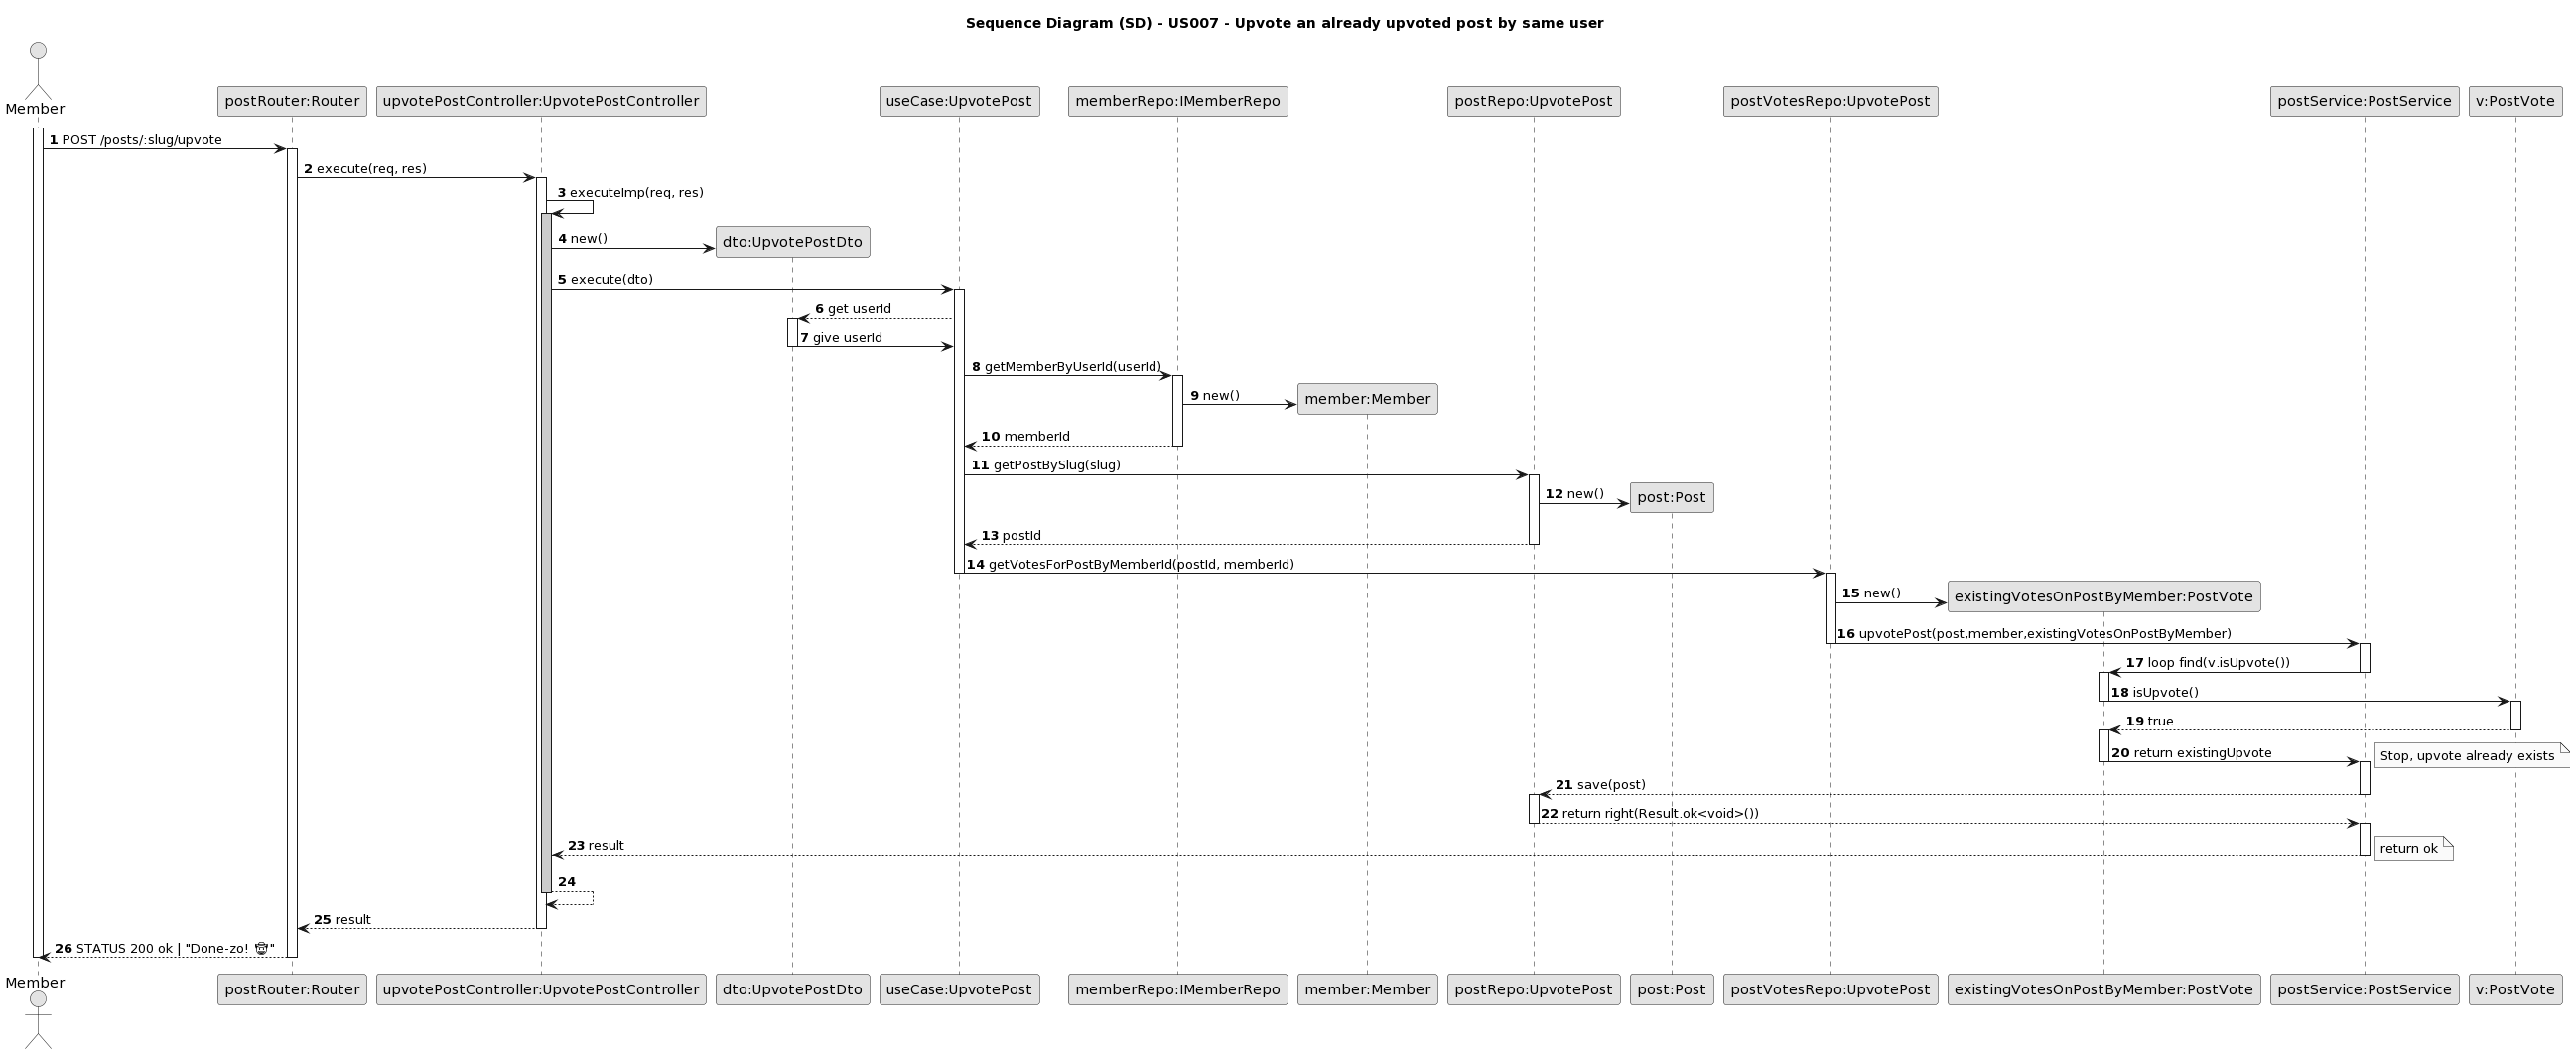 Sequence Diagram (SD) - US007 - Upvote an already upvoted post by same user
Member
postRouter:Router
upvotePostController:UpvotePostController
useCase:UpvotePost
memberRepo:IMemberRepo
postRepo:UpvotePost
postVotesRepo:UpvotePost
postService:PostService
v:PostVote
1 POST /posts/:slug/upvote
2 execute(req, res)
3 executeImp(req, res)
4 new()
dto:UpvotePostDto
5 execute(dto)
6 get userId
7 give userId
8 getMemberByUserId(userId)
9 new()
member:Member
10 memberId
11 getPostBySlug(slug)
12 new()
post:Post
13 postId
14 getVotesForPostByMemberId(postId, memberId)
15 new()
existingVotesOnPostByMember:PostVote
16 upvotePost(post,member,existingVotesOnPostByMember)
17 loop find(v.isUpvote())
18 isUpvote()
19 true
20 return existingUpvote
Stop, upvote already exists
21 save(post)
22 return right(Result.ok<void>())
23 result
return ok
24
25 result
26 STATUS 200 ok | "Done-zo! 🤠"
Member
postRouter:Router
upvotePostController:UpvotePostController
dto:UpvotePostDto
useCase:UpvotePost
memberRepo:IMemberRepo
member:Member
postRepo:UpvotePost
post:Post
postVotesRepo:UpvotePost
existingVotesOnPostByMember:PostVote
postService:PostService
v:PostVote